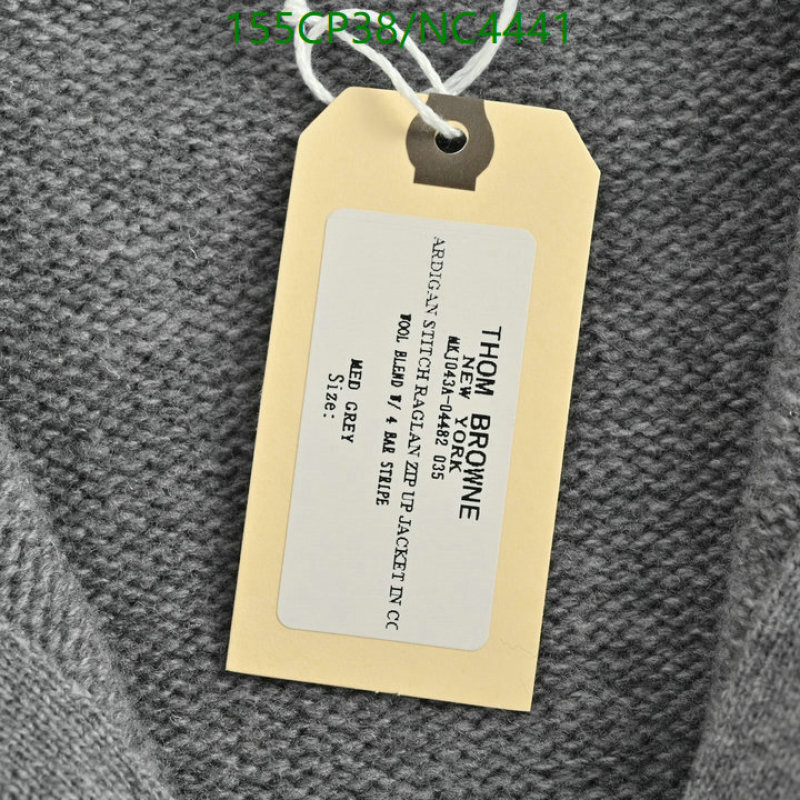 155CP38/NC4441
THOM BROWNE
NEW YORK
MKJ043A-04482 035
ARDIGAN STITCH RAGLAN ZIP UP JACKET IN CC
WOOL BLEND W/ 4 BAR STRIPE
MED GREY
Size: